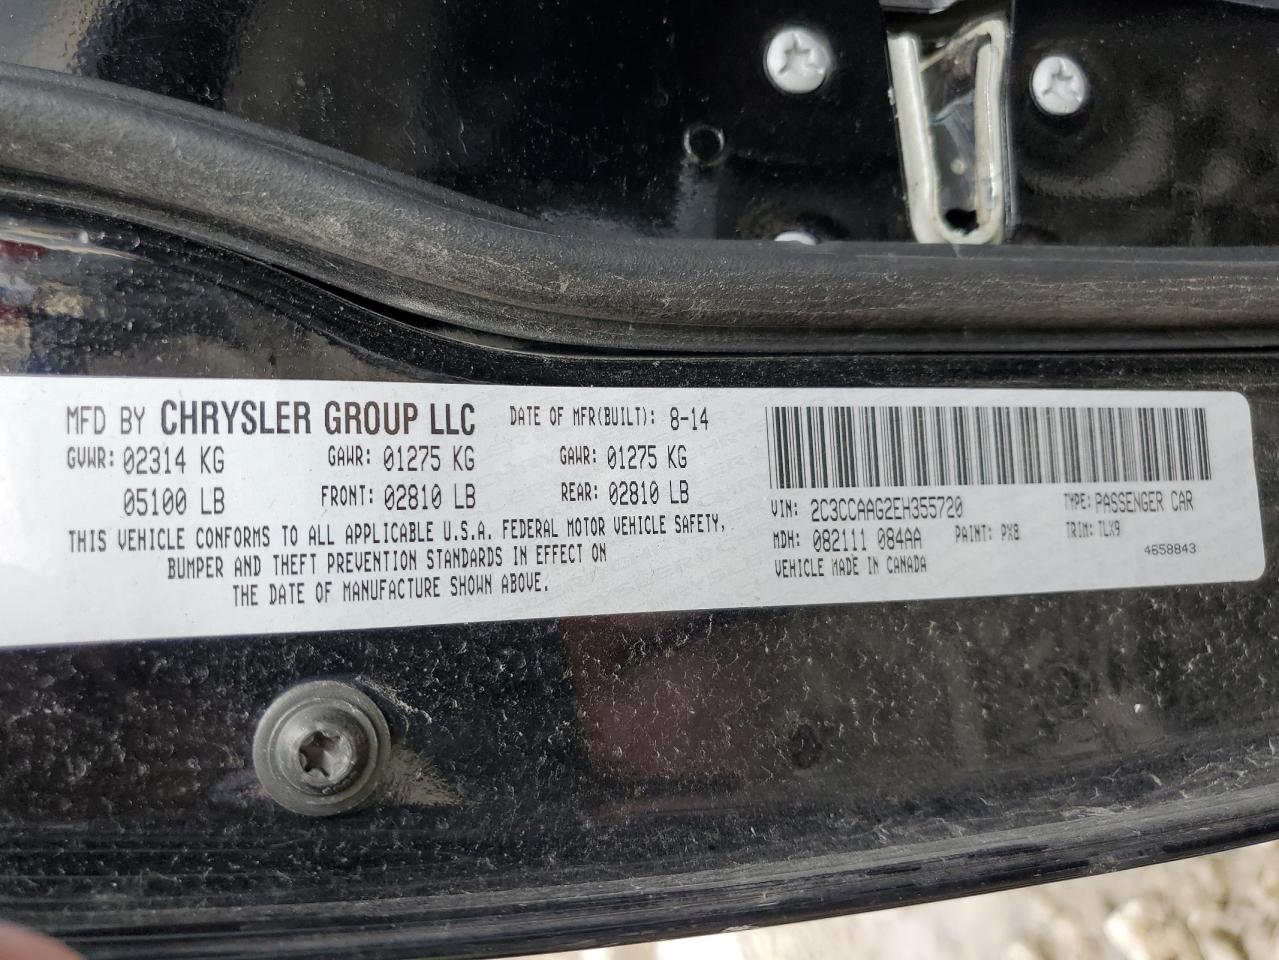 MFD BY CHRYSLER GROUP LLC DATE OF MFR(BUILT): 8-14
GVWR: 02314 KG GAWR: 01275 KG GAWR: 01275 KG
05100 LB FRONT: 02810 LB REAR: 02810 LB
THIS VEHICLE CONFORMS TO ALL APPLICABLE U.S.A. FEDERAL MOTOR VEHICLE SAFETY,
BUMPER AND THEFT PREVENTION STANDARDS IN EFFECT ON
THE DATE OF MANUFACTURE SHOWN ABOVE.
VIN: 2C3CCAAG2EH355720 TYPE: PASSENGER CAR
MDH: 082111 084AA PAINT: PX8 TRIM: TLX9
VEHICLE MADE IN CANADA 4658843